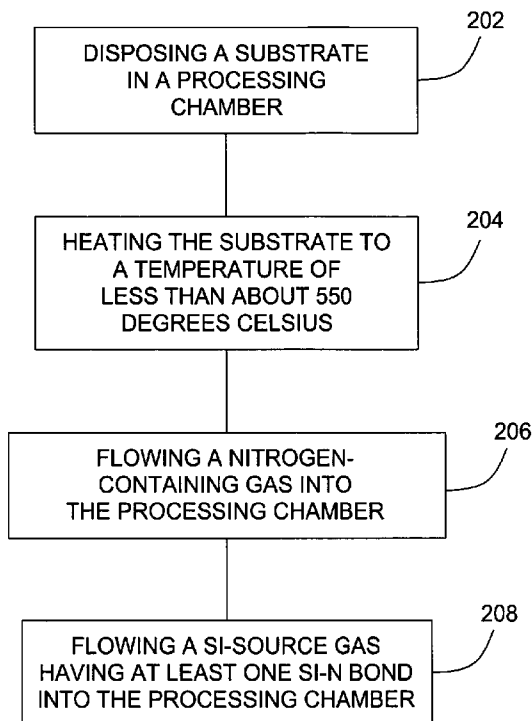 202
DISPOSING A SUBSTRATE
IN A PROCESSING
CHAMBER
204
HEATING THE SUBSTRATE TO
A TEMPERATURE OF
LESS THAN ABOUT 550
DEGREES CELSIUS
206
FLOWING A NITROGEN-
CONTAINING GAS INTO
THE PROCESSING CHAMBER
208
FLOWING A SI-SOURCE GAS
HAVING AT LEAST ONE SI-N BOND
INTO THE PROCESSING CHAMBER